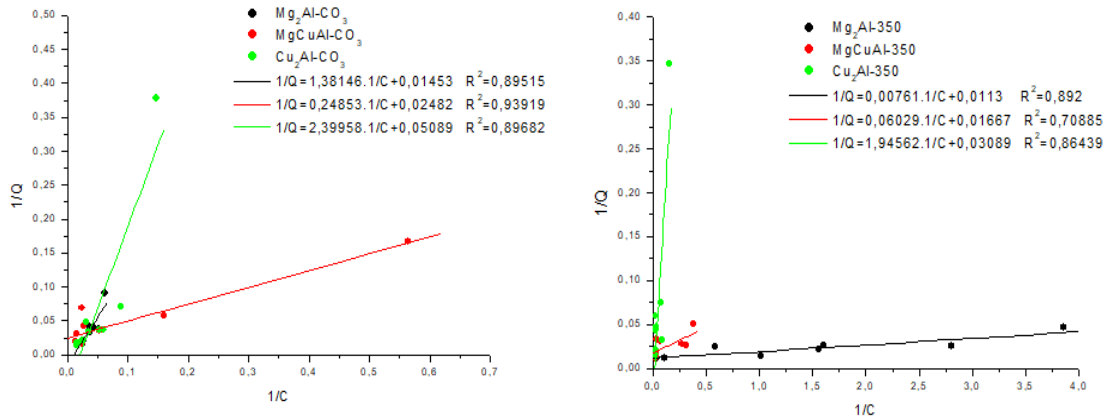 Mg2Al-CO3
MgCuAl-CO3
Cu2Al-CO3
1/Q=1,38146.1/C+0,01453 R²=0,89515
1/Q=0,24853.1/C+0,02482 R²=0,93919
1/Q=2,39958.1/C+0,05089 R²=0,89682
0,50
0,45
0,40
0,35
0,30
0,25
0,20
0,15
0,10
0,05
0,00
1/Q
0,0 0,1 0,2 0,3 0,4 0,5 0,6 0,7
1/C
Mg2Al-350
MgCuAl-350
Cu2Al-350
1/Q=0,00761.1/C+0,0113 R²=0,892
1/Q=0,06029.1/C+0,01667 R²=0,70885
1/Q=1,94562.1/C+0,03089 R²=0,86439
0,40
0,35
0,30
0,25
0,20
0,15
0,10
0,05
0,00
1/Q
0,0 0,5 1,0 1,5 2,0 2,5 3,0 3,5 4,0
1/C